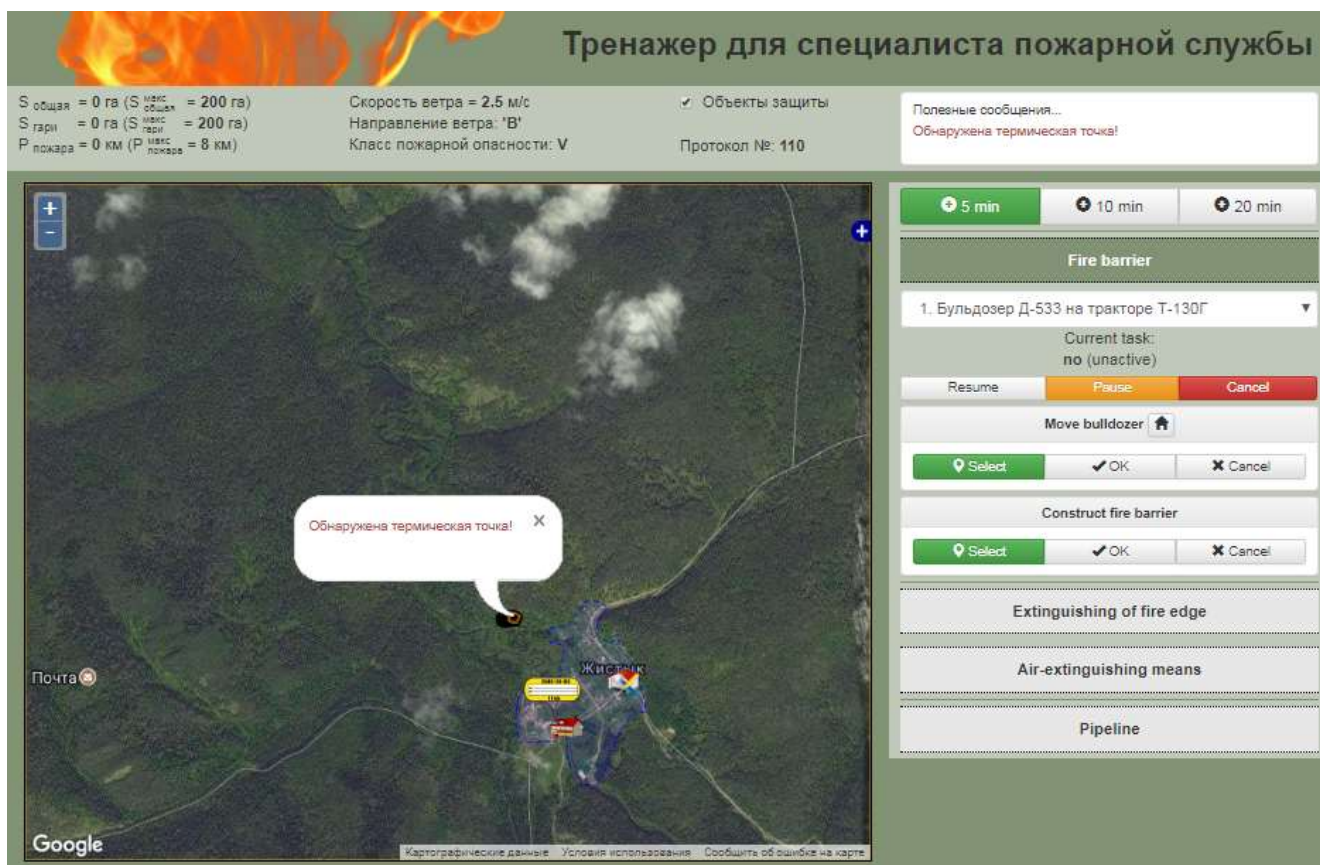 Тренажер для специалиста пожарной службы
S общая = 0 га (S макс общая = 200 га)
S гари = 0 га (S макс гари = 200 га)
P пожара = 0 км (P макс пожара = 8 км)
Скорость ветра = 2.5 м/с
Направление ветра: 'В'
Класс пожарной опасности: V
Объекты защиты
Протокол №: 110
Полезные сообщения...
Обнаружена термическая точка!
+
-
+
5 min
10 min
20 min
Fire barrier
1. Бульдозер Д-533 на тракторе Т-130Г
Current task:
no (unactive)
Resume
Pause
Cancel
Move bulldozer
Select
OK
Cancel
Construct fire barrier
Select
OK
Cancel
Extinguishing of fire edge
Air-extinguishing means
Pipeline
Обнаружена термическая точка!
Жистык
Почта
Google
Картографические данные
Условия использования
Сообщить об ошибке на карте